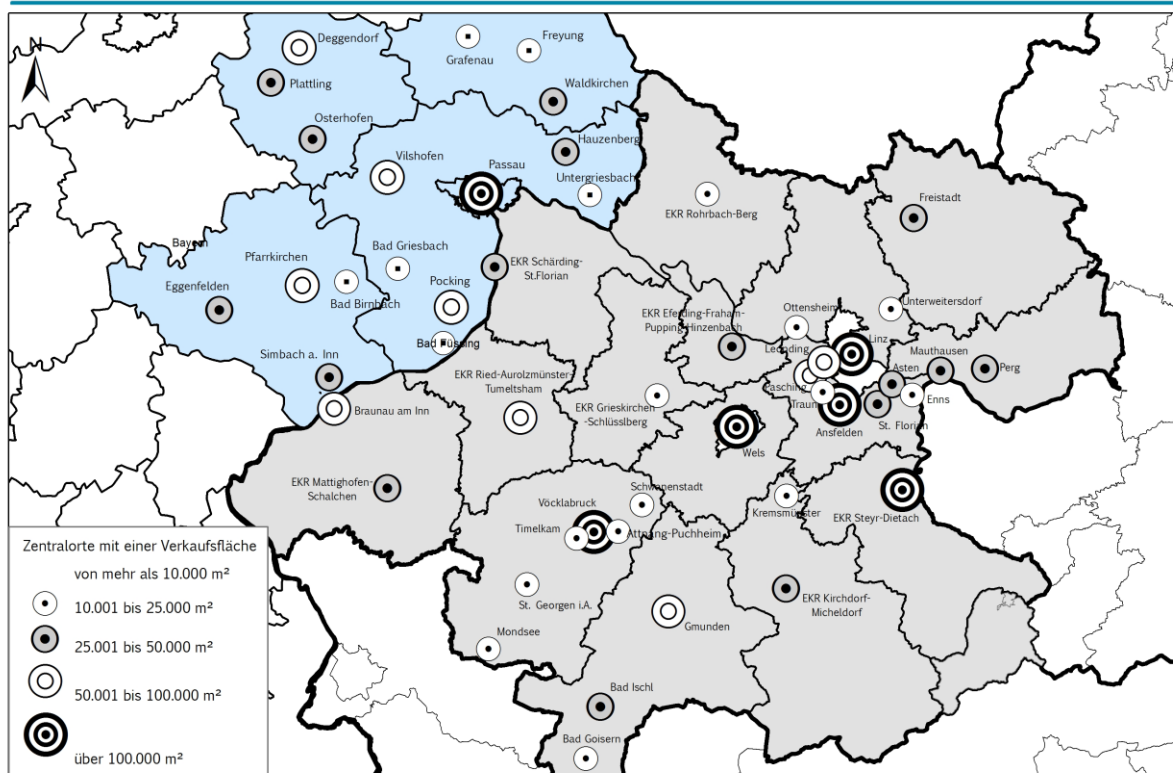 N
Deggendorf
Freyung
Grafenau
Plattling
Waldkirchen
Osterhofen
Hauzenberg
Vilshofen
Passau
Untergriesbach
EKR Rohrbach-Berg
Freistadt
Bayern
Bad Griesbach
Pfarrkirchen
EKR Schärding-
St.Florian
Eggenfelden
Pocking
Bad Birnbach
Ottensheim
Unterweitersdorf
EKR Eferding-Fraham-
Pupping-Hinzenbach
Bad Füssing
Linz
Simbach a. Inn
Leonding
Mauthausen
Asten
Perg
EKR Ried-Aurolzmünster-
Tumeltsham
Pasching
Traun
Enns
Braunau am Inn
EKR Grieskirchen
-Schlüsslberg
Ansfelden
St. Florian
Wels
EKR Mattighofen-
Schalchen
Schwanenstadt
Vöcklabruck
Kremsmünster
EKR Steyr-Dietach
Timelkam
Attnang-Puchheim
St. Georgen i.A.
EKR Kirchdorf-
Micheldorf
Gmunden
Mondsee
Bad Ischl
Bad Goisern
Zentralorte mit einer Verkaufsfläche
von mehr als 10.000 m²
10.001 bis 25.000 m²
25.001 bis 50.000 m²
50.001 bis 100.000 m²
über 100.000 m²